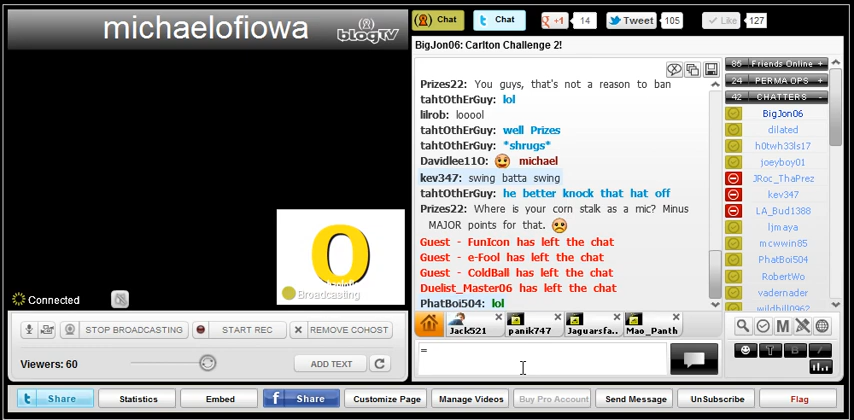 michaelofiowa
blogTV
Chat
Chat
+1
14
Tweet
105
Like
127
BigJon06: Carlton Challenge 2!
Prizes22: You guys, that's not a reason to ban
tahtOthErGuy: lol
lilrob: looool
tahtOthErGuy: well Prizes
tahtOthErGuy: *shrugs*
Davidlee11O: michael
kev347: swing batta swing
tahtOthErGuy: he better knock that hat off
Prizes22: Where is your corn stalk as a mic? Minus
MAJOR points for that.
Guest - FunIcon has left the chat
Guest - e-Fool has left the chat
Guest - ColdBall has left the chat
Duelist_Master06 has left the chat
PhatBoi504: lol
85 Friends Online +
24 PERMA OPS +
42 CHATTERS -
BigJon06
dilated
h0twh33ls17
joeyboy01
JRoc_ThaPrez
kev347
LA_Bud1388
ljmaya
mcwwin85
PhatBoi504
RobertWo
vadernader
wildhill0962
O
Broadcasting
Connected
STOP BROADCASTING
START REC
REMOVE COHOST
Viewers: 60
ADD TEXT
Jack521
panik747
Jaguarsfa..
Mao_Panth
=
M
T
B
I
Share
Statistics
Embed
Share
Customize Page
Manage Videos
Buy Pro Account
Send Message
UnSubscribe
Flag